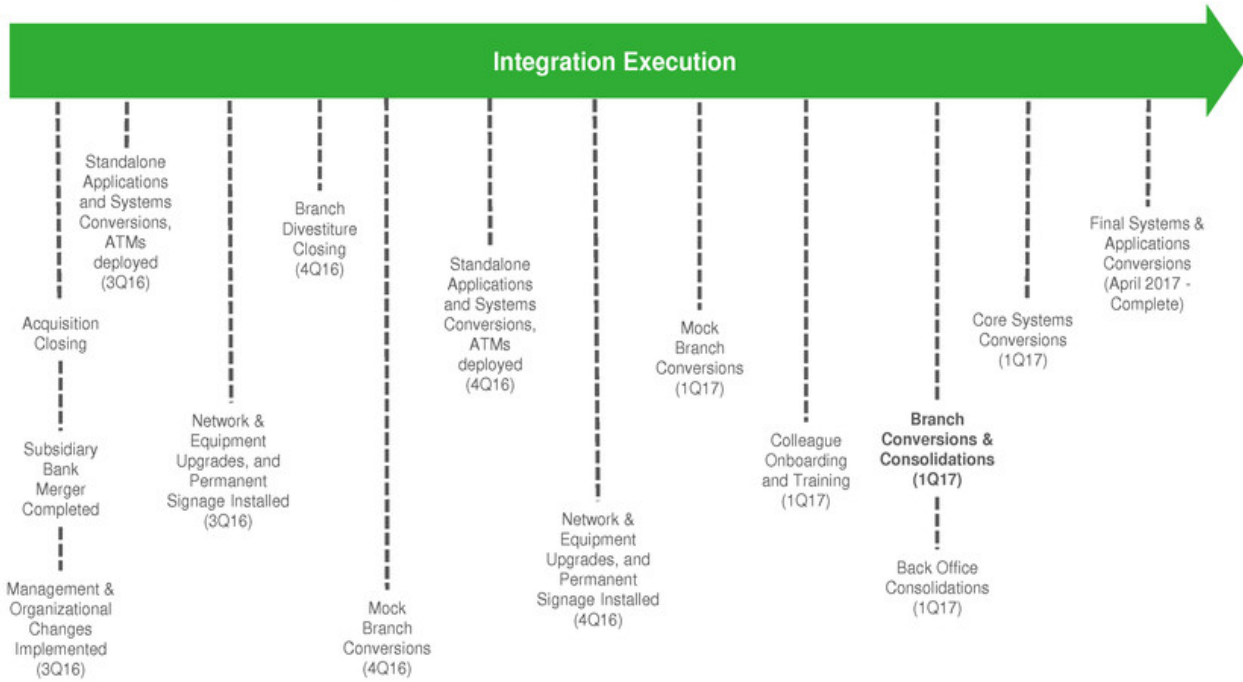 Integration Execution
Acquisition
Closing
Subsidiary
Bank
Merger
Completed
Management &
Organizational
Changes
Implemented
(3Q16)
Standalone
Applications
and Systems
Conversions,
ATMs
deployed
(3Q16)
Network &
Equipment
Upgrades, and
Permanent
Signage Installed
(3Q16)
Branch
Divestiture
Closing
(4Q16)
Mock
Branch
Conversions
(4Q16)
Standalone
Applications
and Systems
Conversions,
ATMs
deployed
(4Q16)
Network &
Equipment
Upgrades, and
Permanent
Signage Installed
(4Q16)
Mock
Branch
Conversions
(1Q17)
Colleague
Onboarding
and Training
(1Q17)
Branch
Conversions &
Consolidations
(1Q17)
Back Office
Consolidations
(1Q17)
Core Systems
Conversions
(1Q17)
Final Systems &
Applications
Conversions
(April 2017 -
Complete)